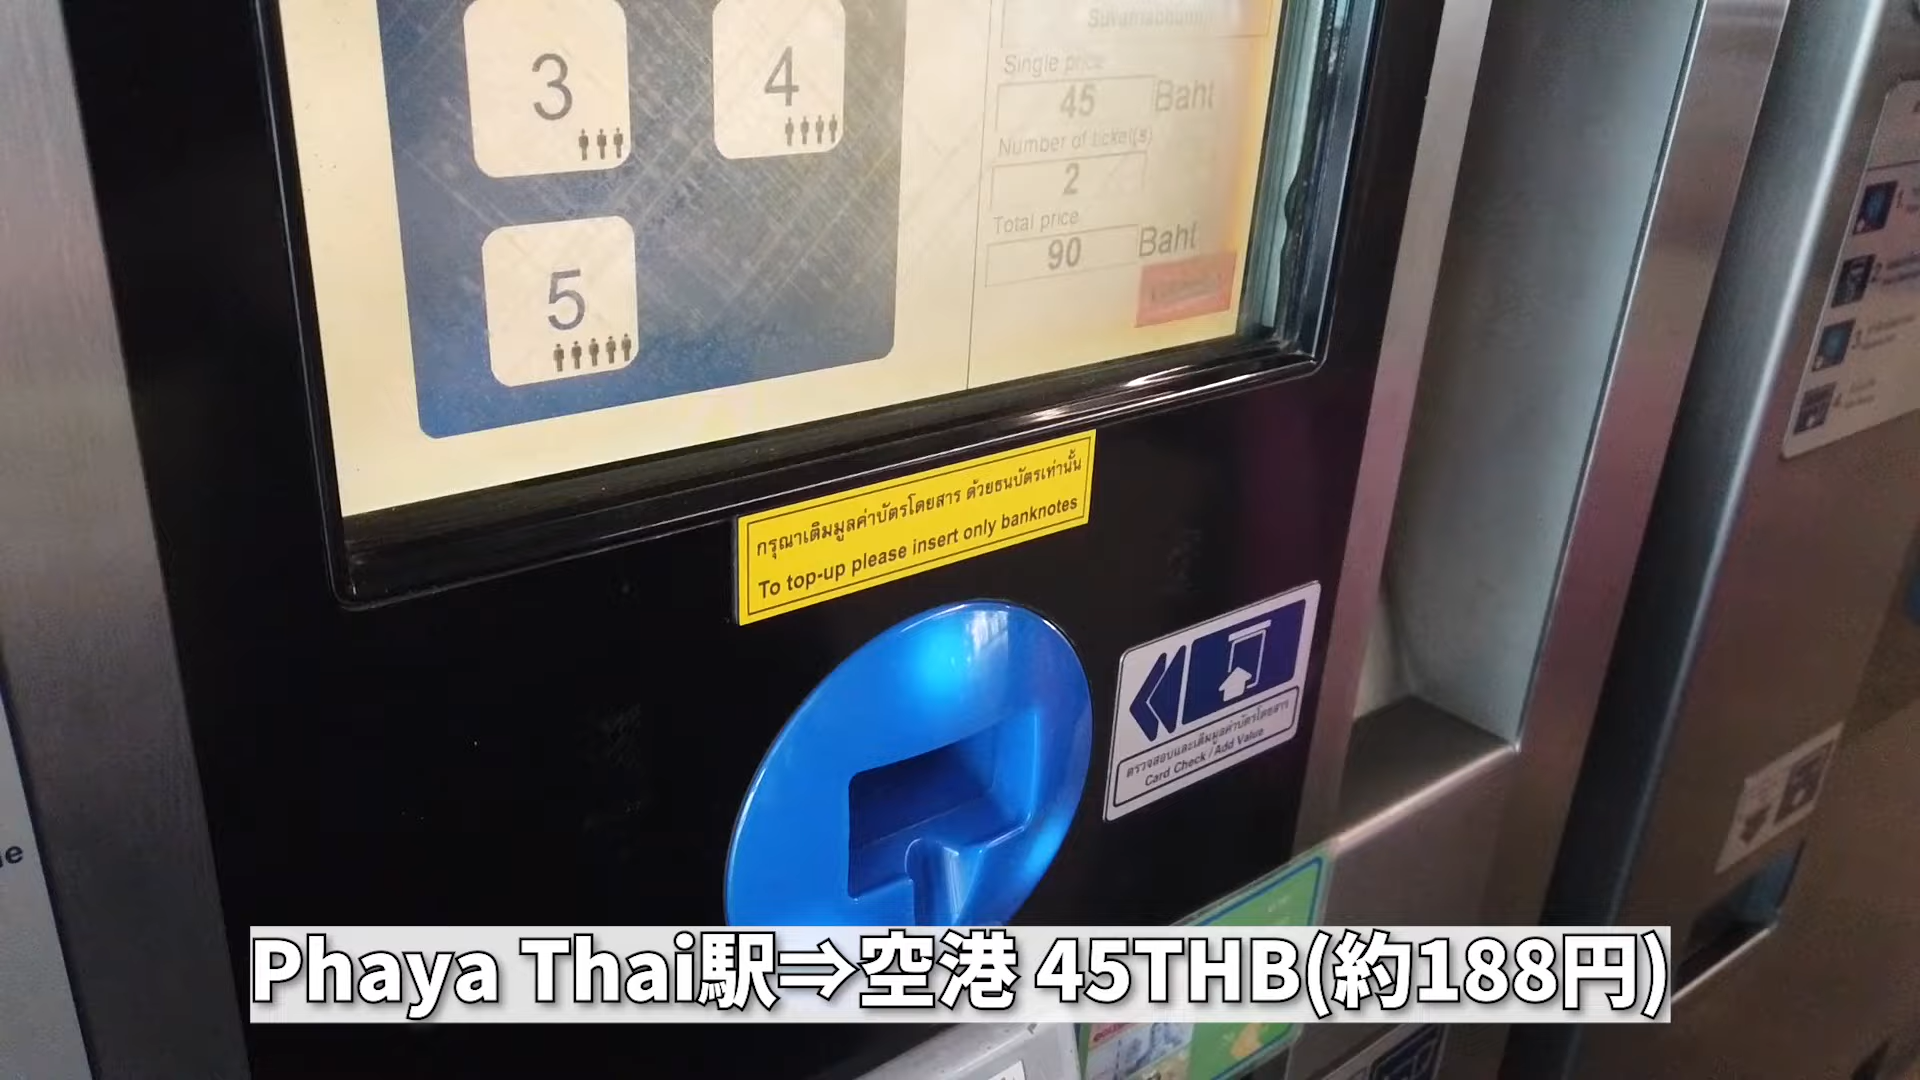 3
4
5
Suvarnabhumi
Single price
45 Baht
Number of ticket(s)
2
Total price
90 Baht
กรุณาเติมมูลค่าบัตรโดยสาร ด้วยธนบัตรเท่านั้น
To top-up please insert only banknotes
ตรวจสอบและเติมมูลค่าบัตรโดยสาร
Card Check / Add Value
Phaya Thai駅⇒空港 45THB(約188円)